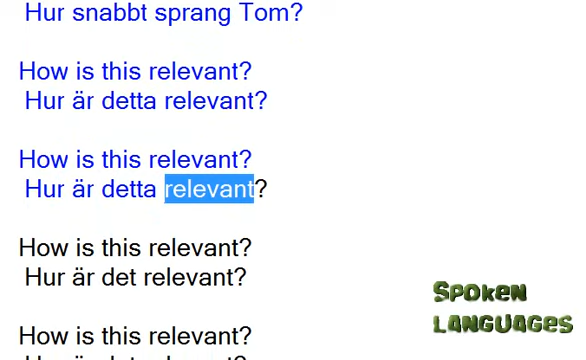 Hur snabbt sprang Tom?
How is this relevant?
Hur är detta relevant?
How is this relevant?
Hur är detta relevant?
How is this relevant?
Hur är det relevant?
Spoken
Languages
How is this relevant?